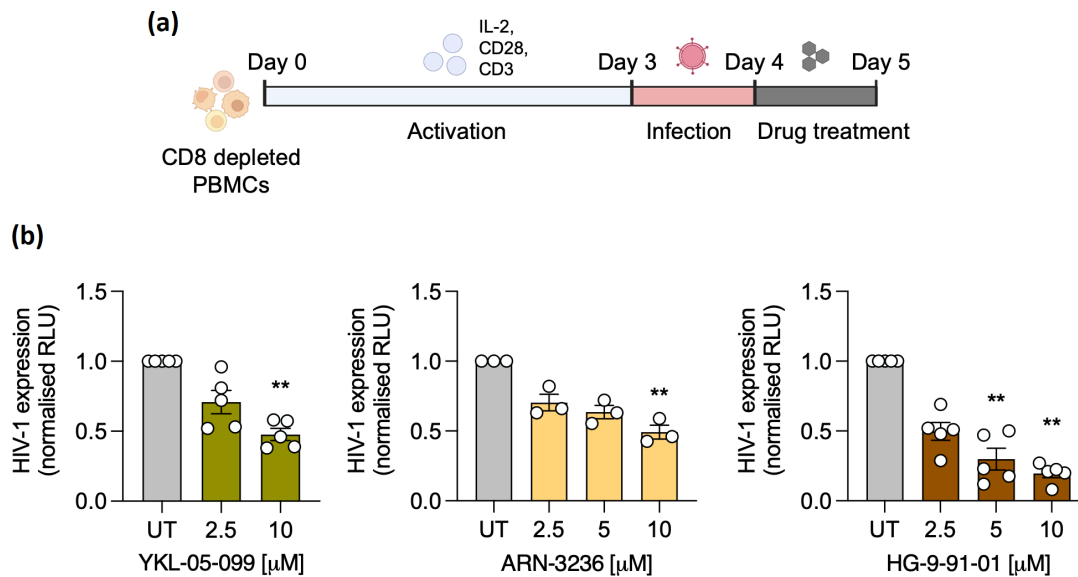 (a)
IL-2,
CD28,
CD3
Day 0
Day 3
Day 4
Day 5
Activation
Infection
Drug treatment
CD8 depleted
PBMCs
(b)
HIV-1 expression
(normalised RLU)
1.5
1.0
0.5
0.0
**
UT
2.5
10
YKL-05-099 [μM]
HIV-1 expression
(normalised RLU)
1.5
1.0
0.5
0.0
**
UT
2.5
5
10
ARN-3236 [μM]
HIV-1 expression
(normalised RLU)
1.5
1.0
0.5
0.0
**
**
UT
2.5
5
10
HG-9-91-01 [μM]